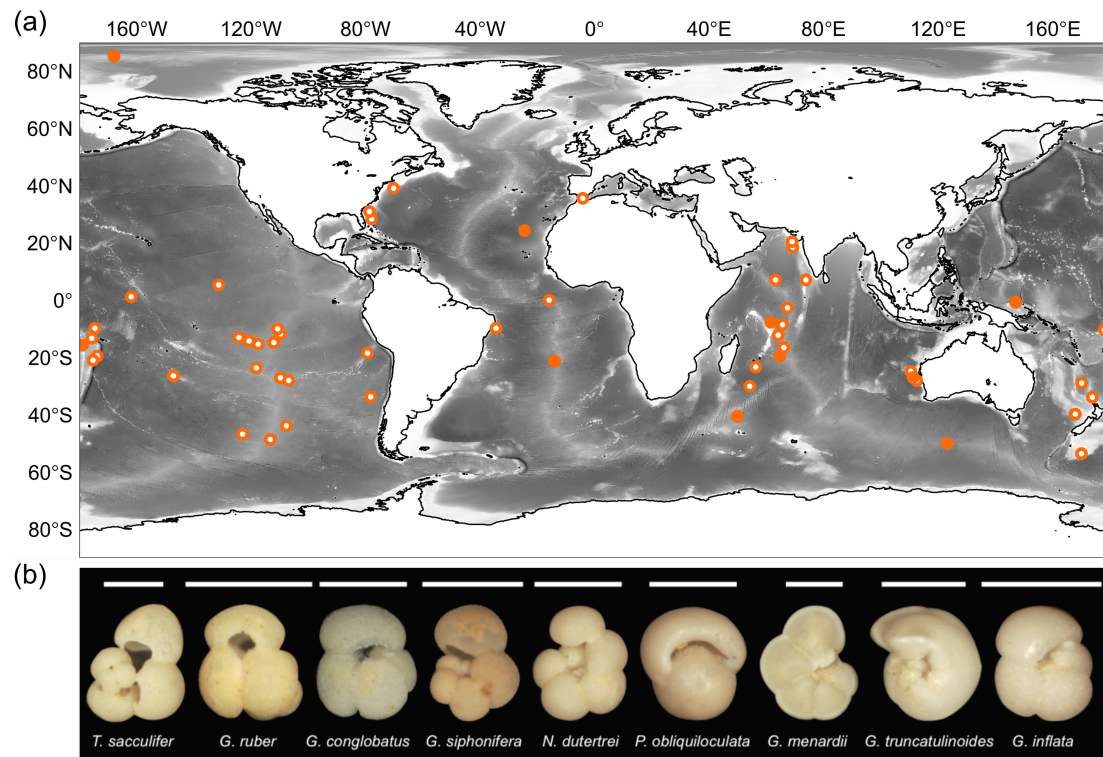 (a)
160°W 120°W 80°W 40°W 0° 40°E 80°E 120°E 160°E
80°N
60°N
40°N
20°N
0°
20°S
40°S
60°S
80°S
(b)
T. sacculifer G. ruber G. conglobatus G. siphonifera N. dutertrei P. obliquiloculata G. menardii G. truncatulinoides G. inflata